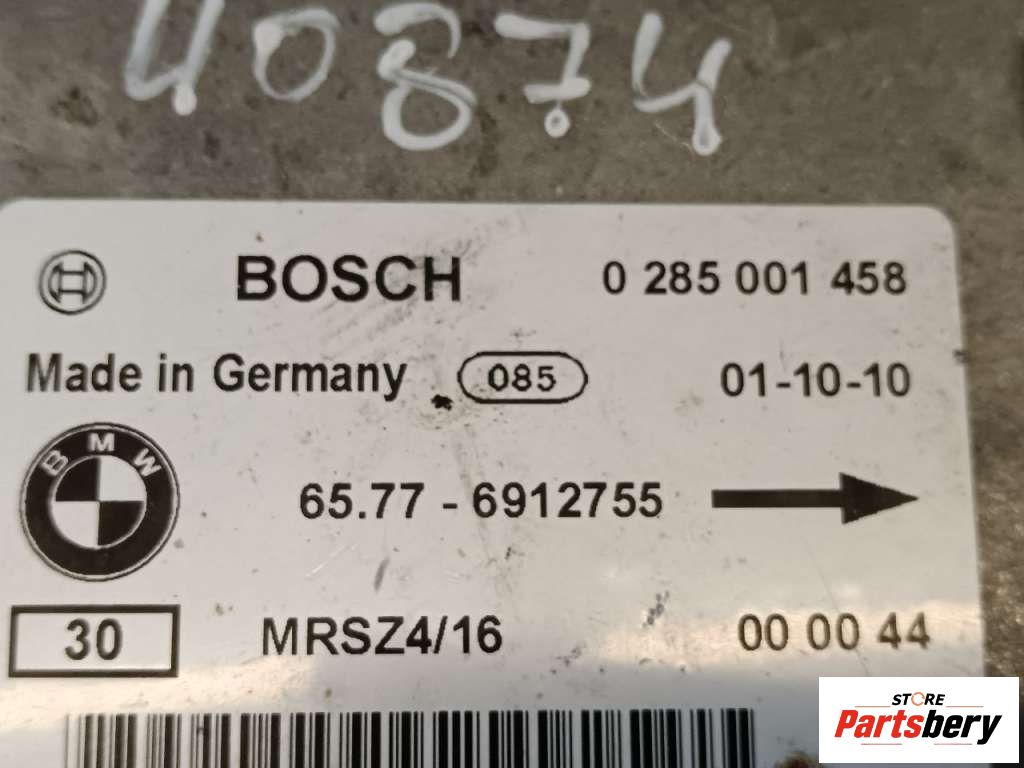 40874
BOSCH 0 285 001 458
Made in Germany 085 01-10-10
BMW
65.77 - 6912755
30 MRSZ4/16 00 00 44
STORE
Partsbery